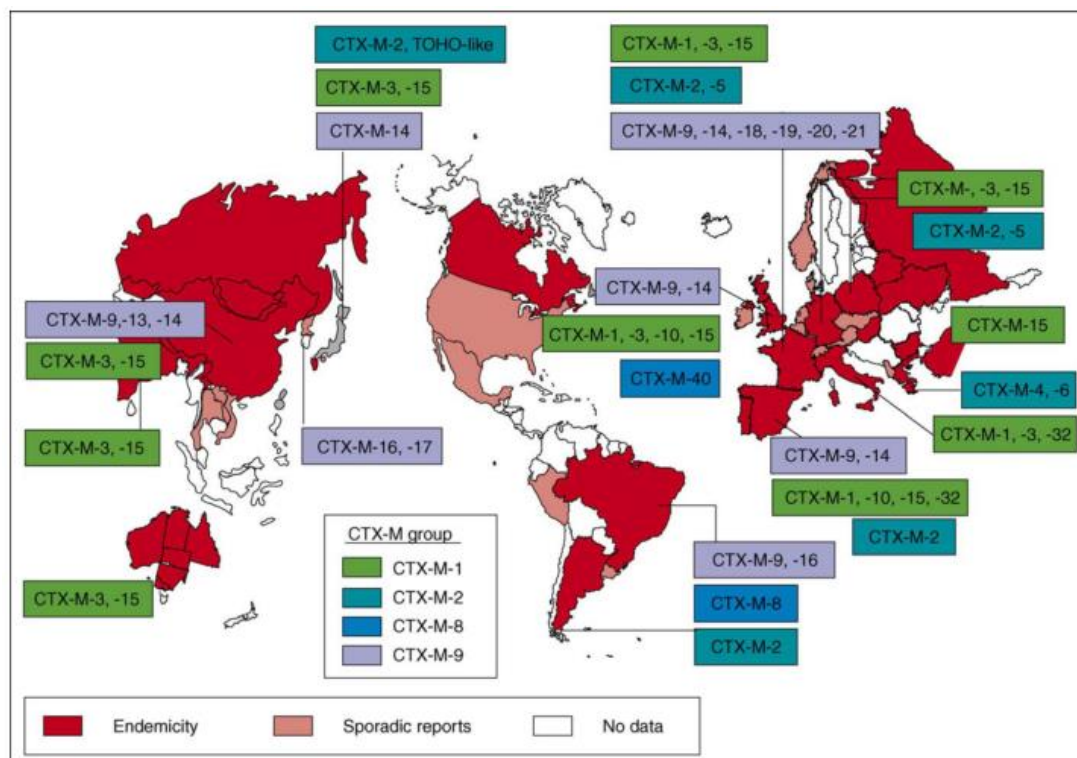 CTX-M-2, TOHO-like
CTX-M-3, -15
CTX-M-14
CTX-M-1, -3, -15
CTX-M-2, -5
CTX-M-9, -14, -18, -19, -20, -21
CTX-M-, -3, -15
CTX-M-2, -5
CTX-M-9, -14
CTX-M-9,-13, -14
CTX-M-1, -3, -10, -15
CTX-M-15
CTX-M-3, -15
CTX-M-40
CTX-M-4, -6
CTX-M-3, -15
CTX-M-16, -17
CTX-M-1, -3, -32
CTX-M-9, -14
CTX-M-1, -10, -15, -32
CTX-M-2
CTX-M group
CTX-M-1
CTX-M-2
CTX-M-8
CTX-M-9
CTX-M-9, -16
CTX-M-8
CTX-M-2
CTX-M-3, -15
Endemicity
Sporadic reports
No data